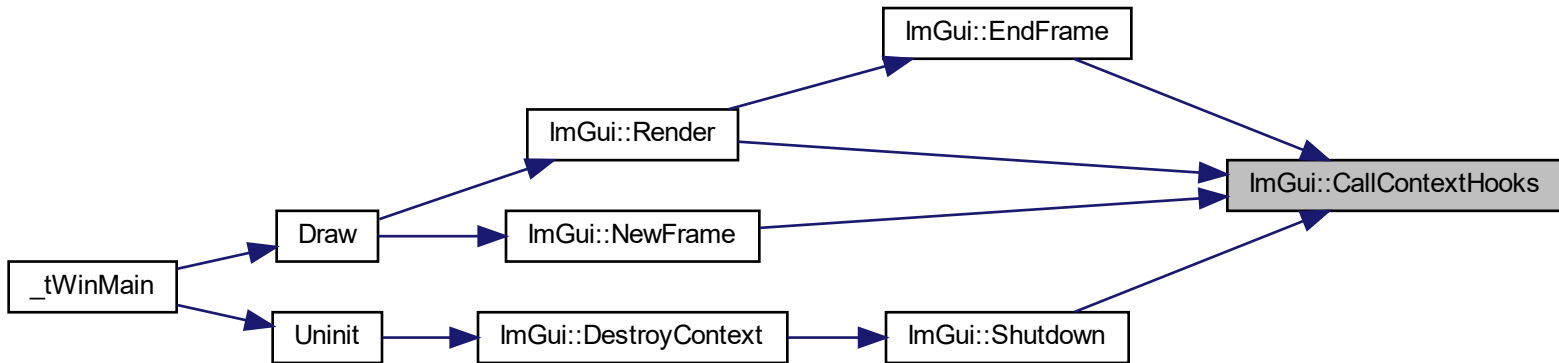 ImGui::EndFrame
ImGui::Render
ImGui::CallContextHooks
Draw
ImGui::NewFrame
_tWinMain
Uninit
ImGui::DestroyContext
ImGui::Shutdown